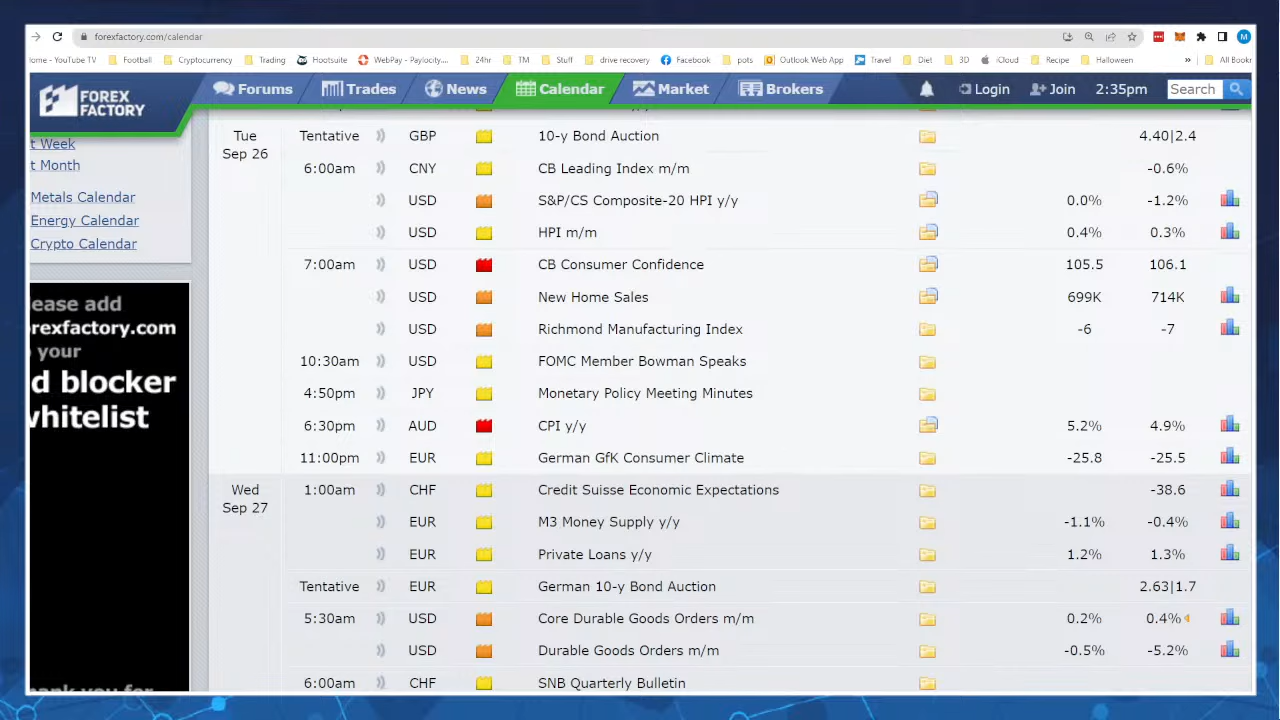 forexfactory.com/calendar
ome - YouTube TV Football Cryptocurrency Trading Hootsuite WebPay - Paylocity.... 24hr TM Stuff drive recovery Facebook pots Outlook Web App Travel Diet 3D iCloud Recipe Halloween » All Bookr
FOREX FACTORY Forums Trades News Calendar Market Brokers Login Join 2:35pm Search
t Week
t Month
Metals Calendar
Energy Calendar
Crypto Calendar
ease add
orexfactory.com
your
d blocker
whitelist
Tue Sep 26
Tentative GBP 10-y Bond Auction 4.40|2.4
6:00am CNY CB Leading Index m/m -0.6%
USD S&P/CS Composite-20 HPI y/y 0.0% -1.2%
USD HPI m/m 0.4% 0.3%
7:00am USD CB Consumer Confidence 105.5 106.1
USD New Home Sales 699K 714K
USD Richmond Manufacturing Index -6 -7
10:30am USD FOMC Member Bowman Speaks
4:50pm JPY Monetary Policy Meeting Minutes
6:30pm AUD CPI y/y 5.2% 4.9%
11:00pm EUR German GfK Consumer Climate -25.8 -25.5
Wed Sep 27
1:00am CHF Credit Suisse Economic Expectations -38.6
EUR M3 Money Supply y/y -1.1% -0.4%
EUR Private Loans y/y 1.2% 1.3%
Tentative EUR German 10-y Bond Auction 2.63|1.7
5:30am USD Core Durable Goods Orders m/m 0.2% 0.4%
USD Durable Goods Orders m/m -0.5% -5.2%
6:00am CHF SNB Quarterly Bulletin